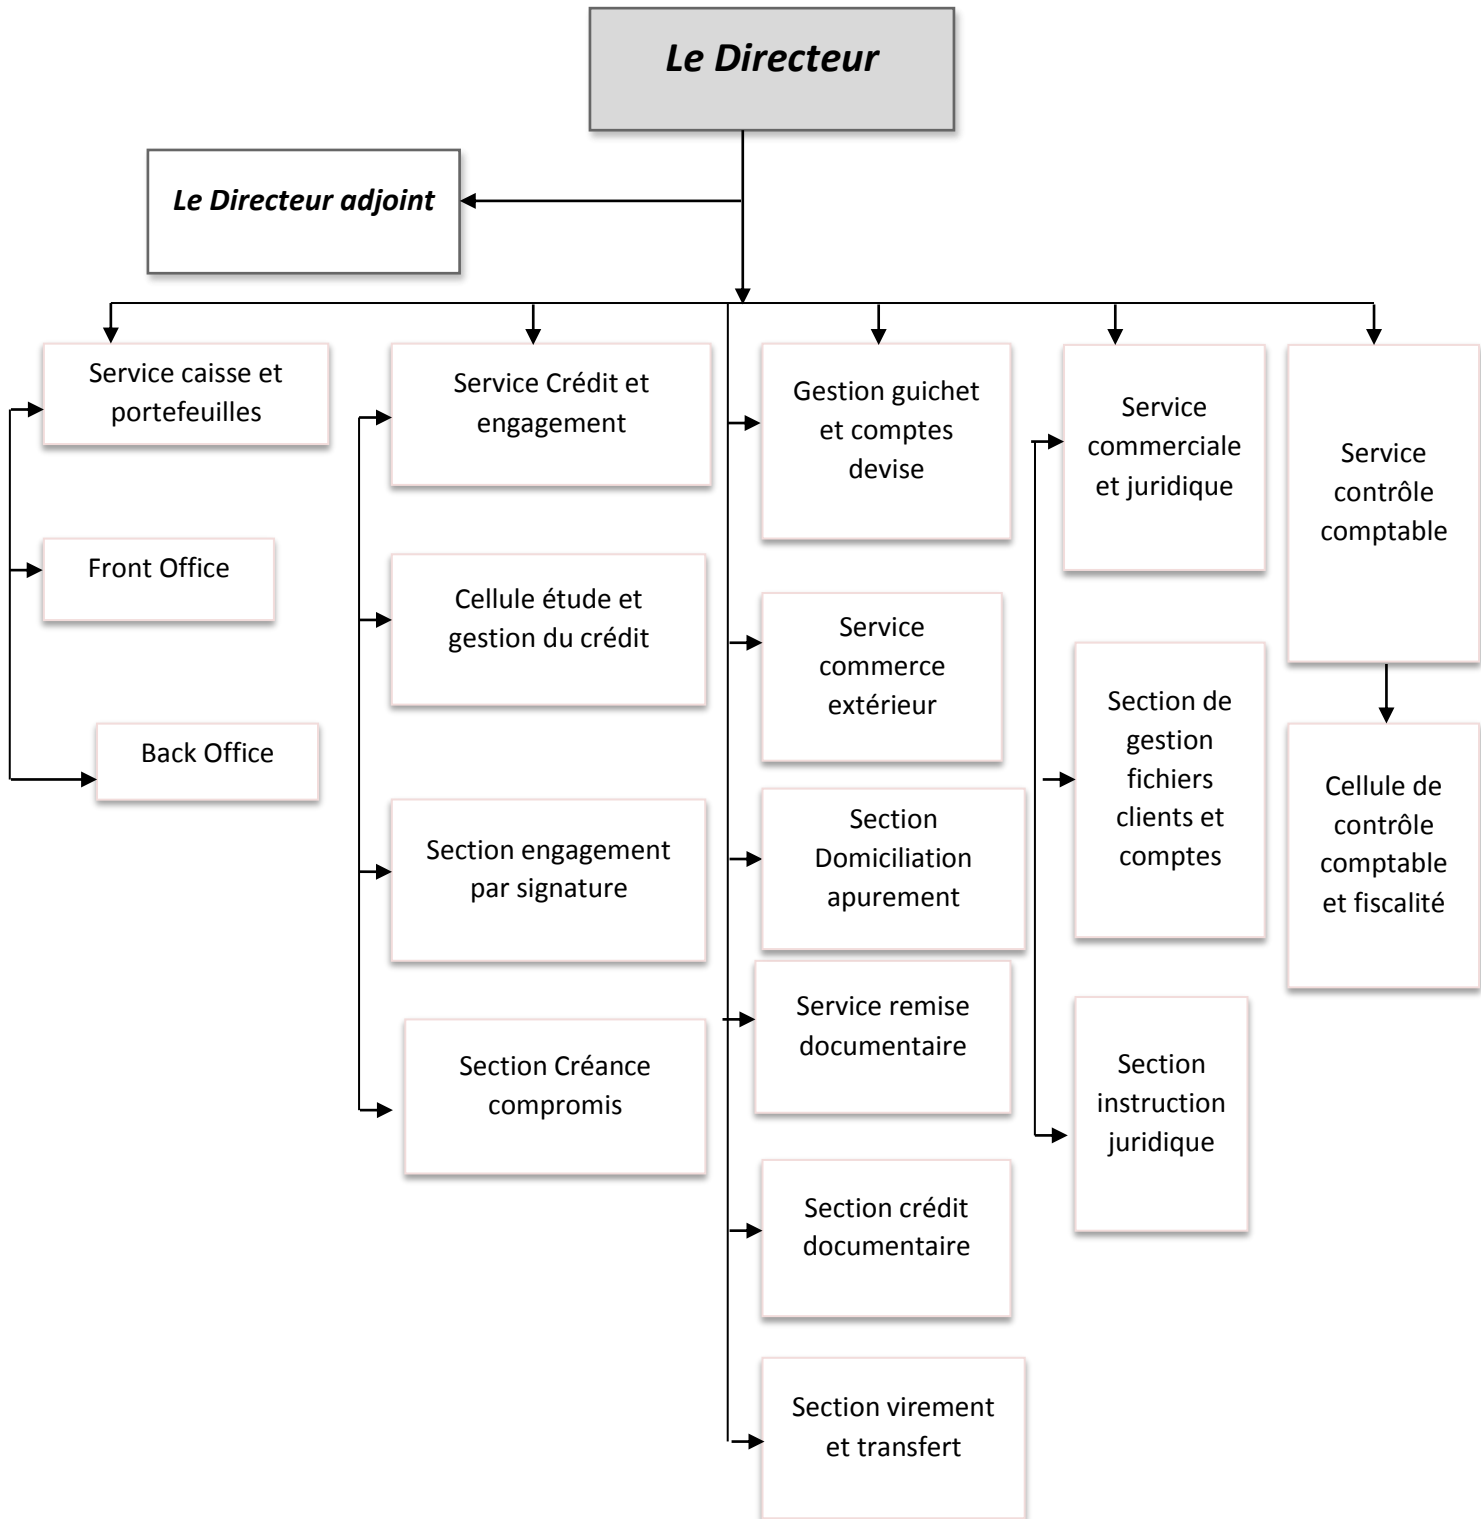 Le Directeur
Le Directeur adjoint
Service caisse et
portefeuilles
Front Office
Back Office
Service Crédit et
engagement
Cellule étude et
gestion du crédit
Section engagement
par signature
Section Créance
compromis
Gestion guichet
et comptes
devise
Service
commerce
extérieur
Section
Domiciliation
apurement
Service remise
documentaire
Section crédit
documentaire
Section virement
et transfert
Service
commerciale
et juridique
Section de
gestion
fichiers
clients et
comptes
Section
instruction
juridique
Service
contrôle
comptable
Cellule de
contrôle
comptable
et fiscalité